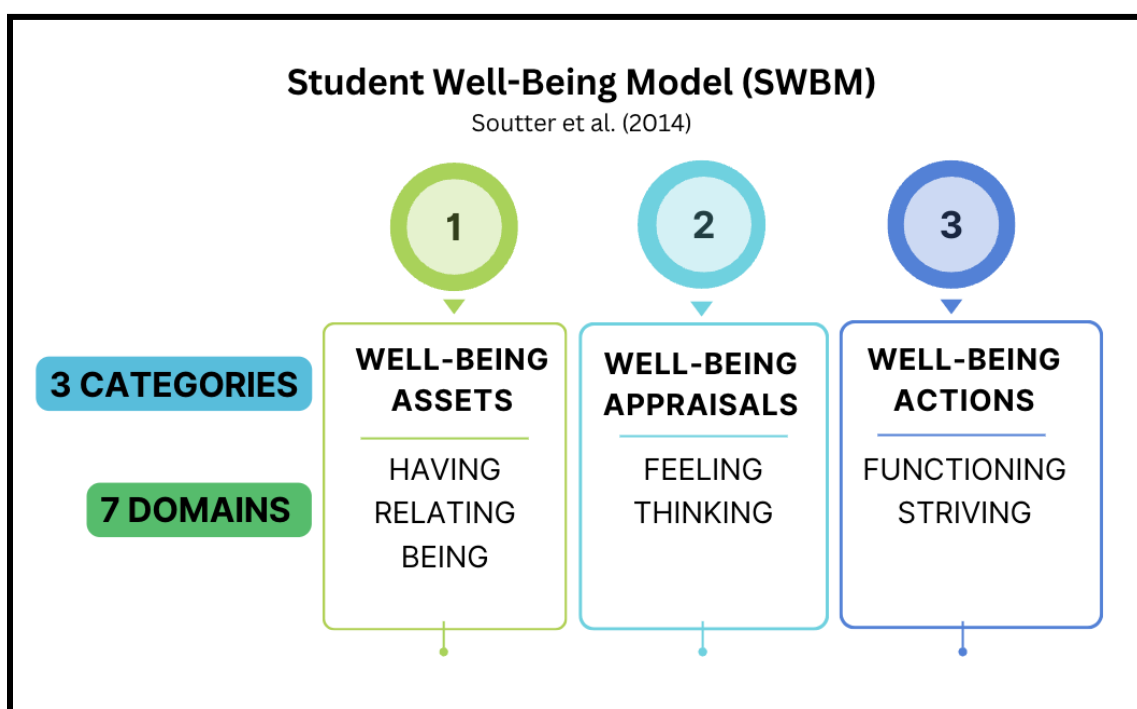 Student Well-Being Model (SWBM)
Soutter et al. (2014)
1
2
3
3 CATEGORIES
WELL-BEING
ASSETS
WELL-BEING
APPRAISALS
WELL-BEING
ACTIONS
7 DOMAINS
HAVING
RELATING
BEING
FEELING
THINKING
FUNCTIONING
STRIVING